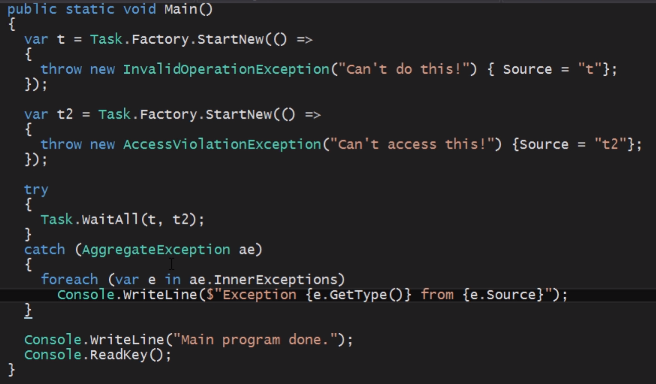 public static void Main()
{
  var t = Task.Factory.StartNew(() =>
  {
    throw new InvalidOperationException("Can't do this!") { Source = "t"};
  });

  var t2 = Task.Factory.StartNew(() =>
  {
    throw new AccessViolationException("Can't access this!") {Source = "t2"};
  });

  try
  {
    Task.WaitAll(t, t2);
  }
  catch (AggregateException ae)
  {
    foreach (var e in ae.InnerExceptions)
      Console.WriteLine($"Exception {e.GetType()} from {e.Source}");
  }

  Console.WriteLine("Main program done.");
  Console.ReadKey();
}